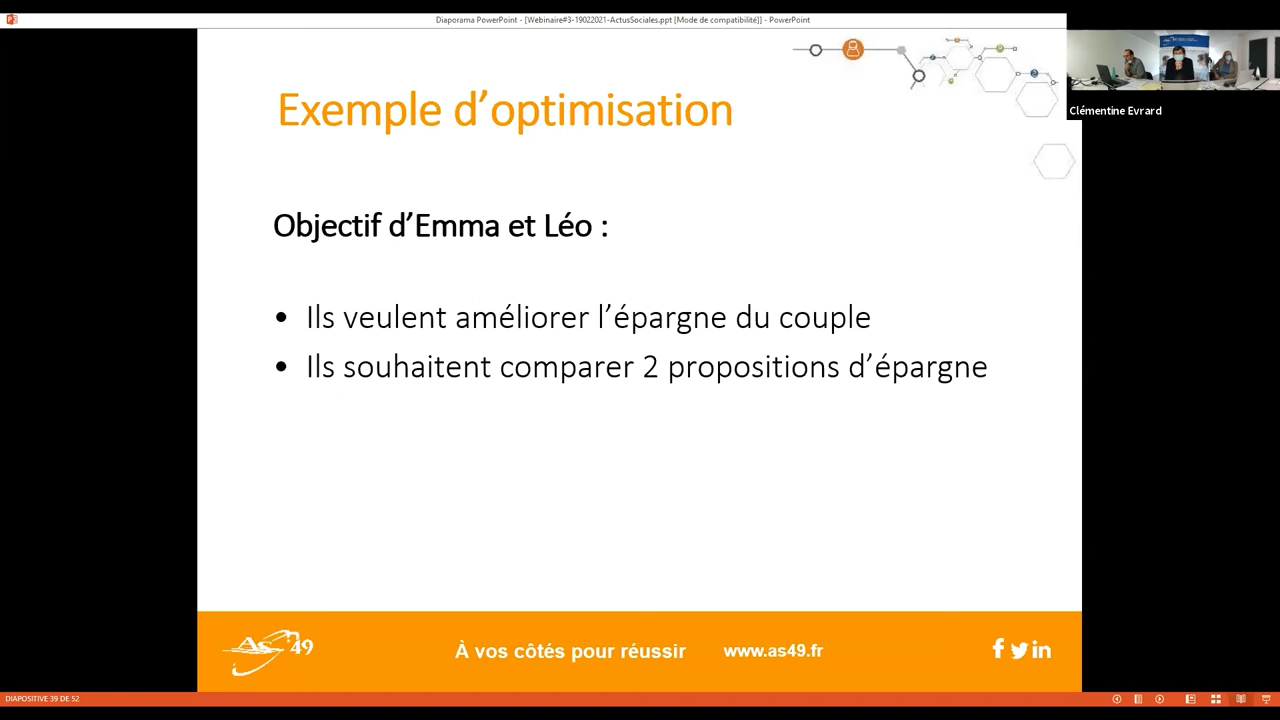 Diaporama PowerPoint - [Webinaire#3-19022021-ActusSociales.ppt [Mode de compatibilité]] - PowerPoint
Clémentine Evrard
Exemple d’optimisation
Objectif d’Emma et Léo :
• Ils veulent améliorer l’épargne du couple
• Ils souhaitent comparer 2 propositions d’épargne
As 49
À vos côtés pour réussir
www.as49.fr
DIAPOSITIVE 39 DE 52